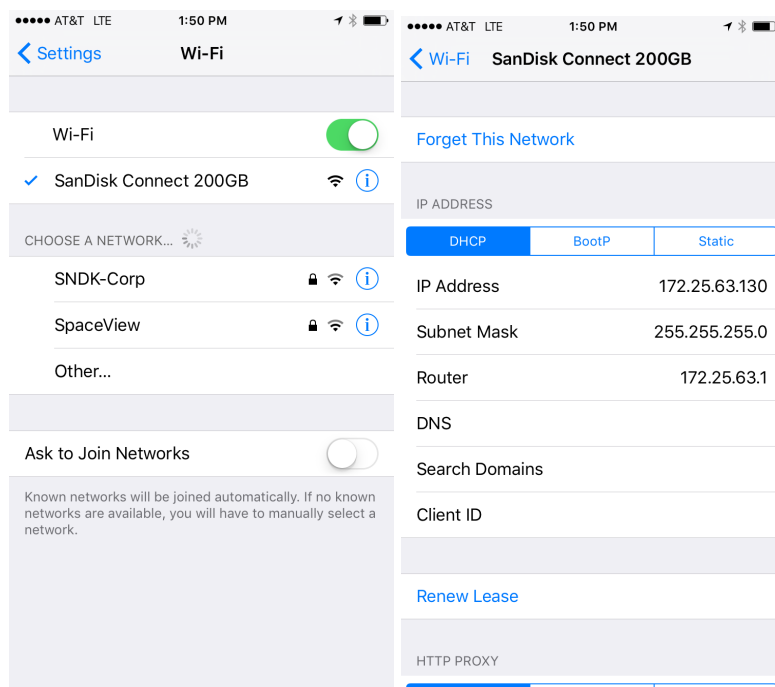 AT&T LTE 1:50 PM
Settings Wi-Fi
Wi-Fi
SanDisk Connect 200GB
CHOOSE A NETWORK...
SNDK-Corp
SpaceView
Other...
Ask to Join Networks
Known networks will be joined automatically. If no known
networks are available, you will have to manually select a
network.
AT&T LTE 1:50 PM
Wi-Fi SanDisk Connect 200GB
Forget This Network
IP ADDRESS
DHCP BootP Static
IP Address 172.25.63.130
Subnet Mask 255.255.255.0
Router 172.25.63.1
DNS
Search Domains
Client ID
Renew Lease
HTTP PROXY